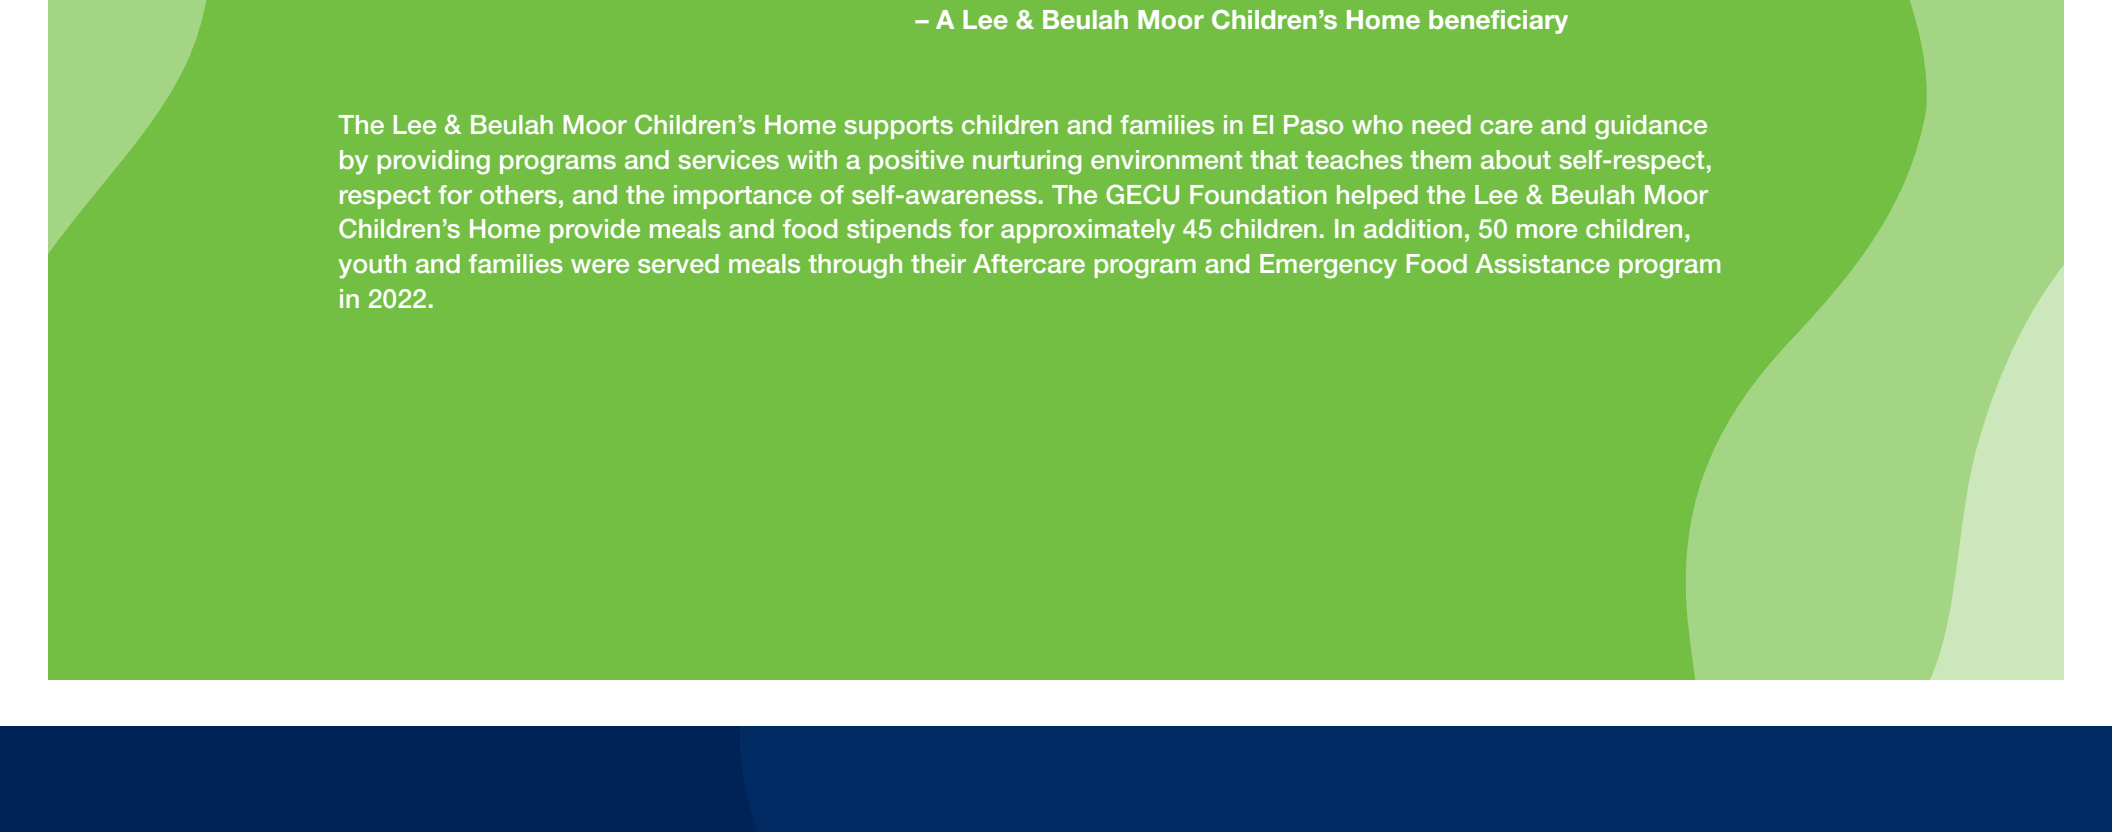 – A Lee & Beulah Moor Children’s Home beneficiary
The Lee & Beulah Moor Children’s Home supports children and families in El Paso who need care and guidance
by providing programs and services with a positive nurturing environment that teaches them about self-respect,
respect for others, and the importance of self-awareness. The GECU Foundation helped the Lee & Beulah Moor
Children’s Home provide meals and food stipends for approximately 45 children. In addition, 50 more children,
youth and families were served meals through their Aftercare program and Emergency Food Assistance program
in 2022.